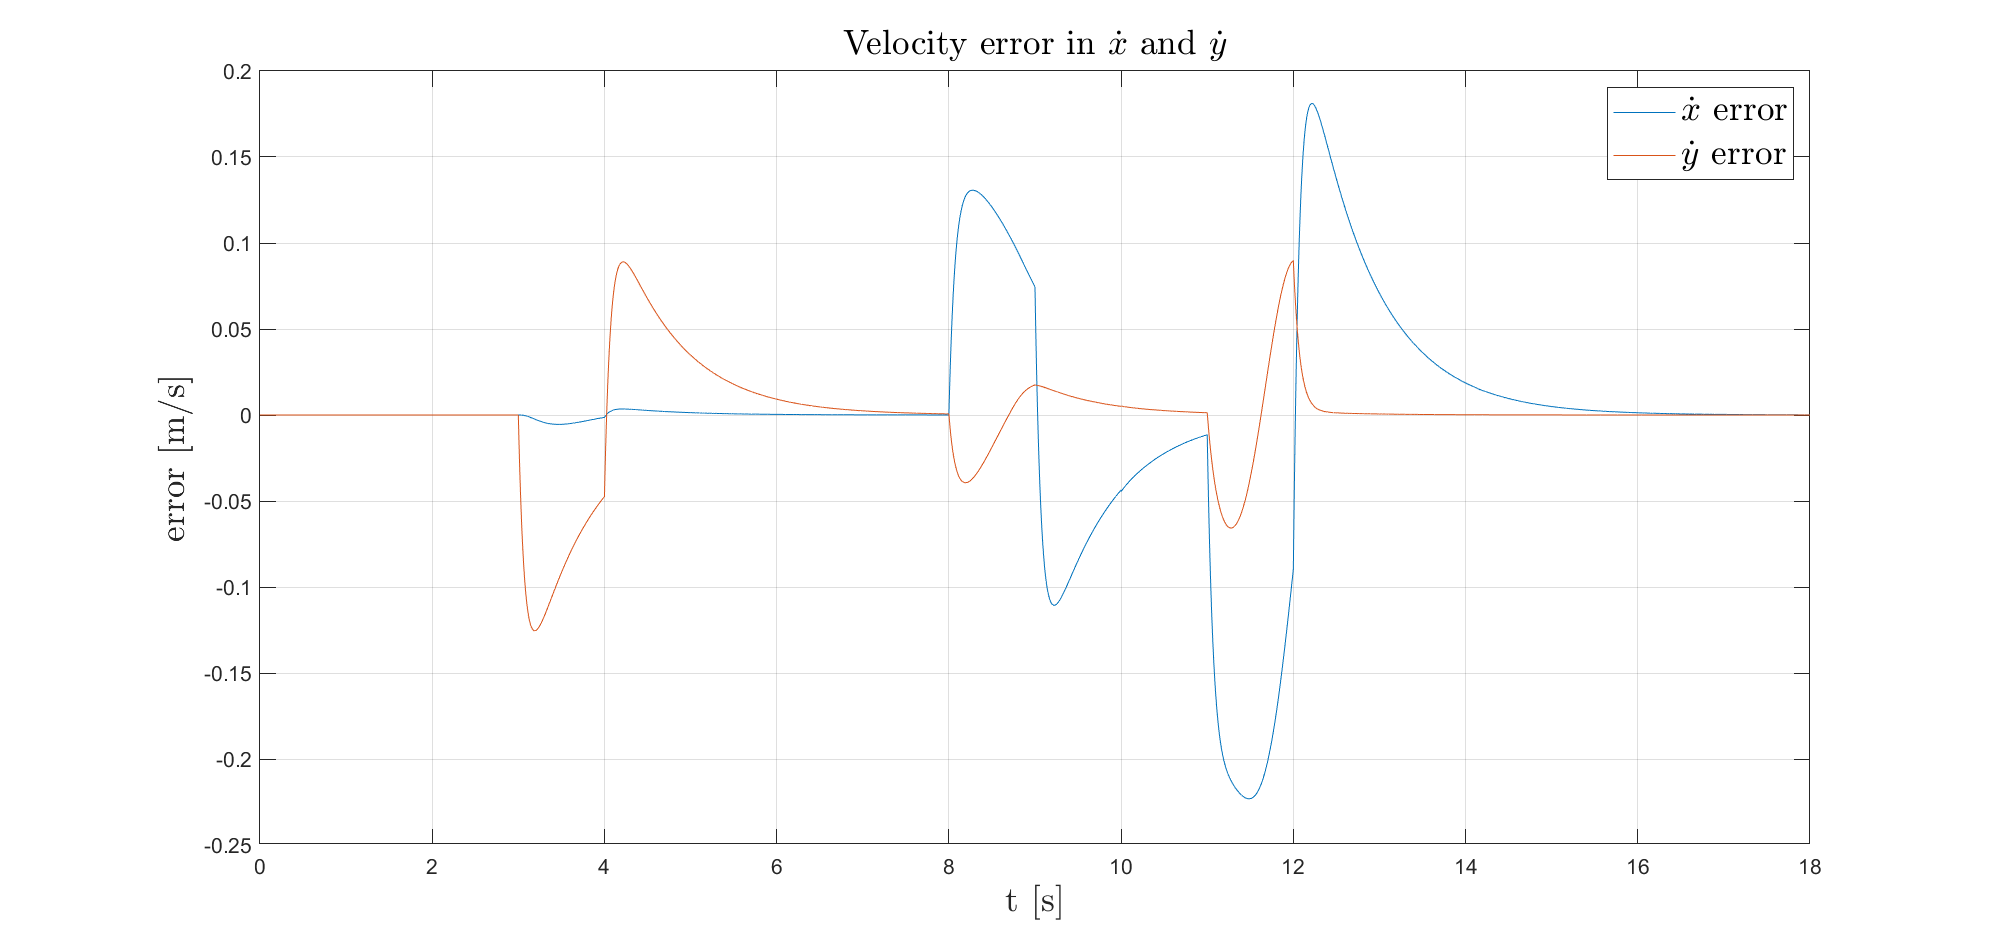 Velocity error in ẋ and ẏ
ẋ error
ẏ error
0.2
0.15
0.1
0.05
0
-0.05
-0.1
-0.15
-0.2
-0.25
error [m/s]
0 2 4 6 8 10 12 14 16 18
t [s]